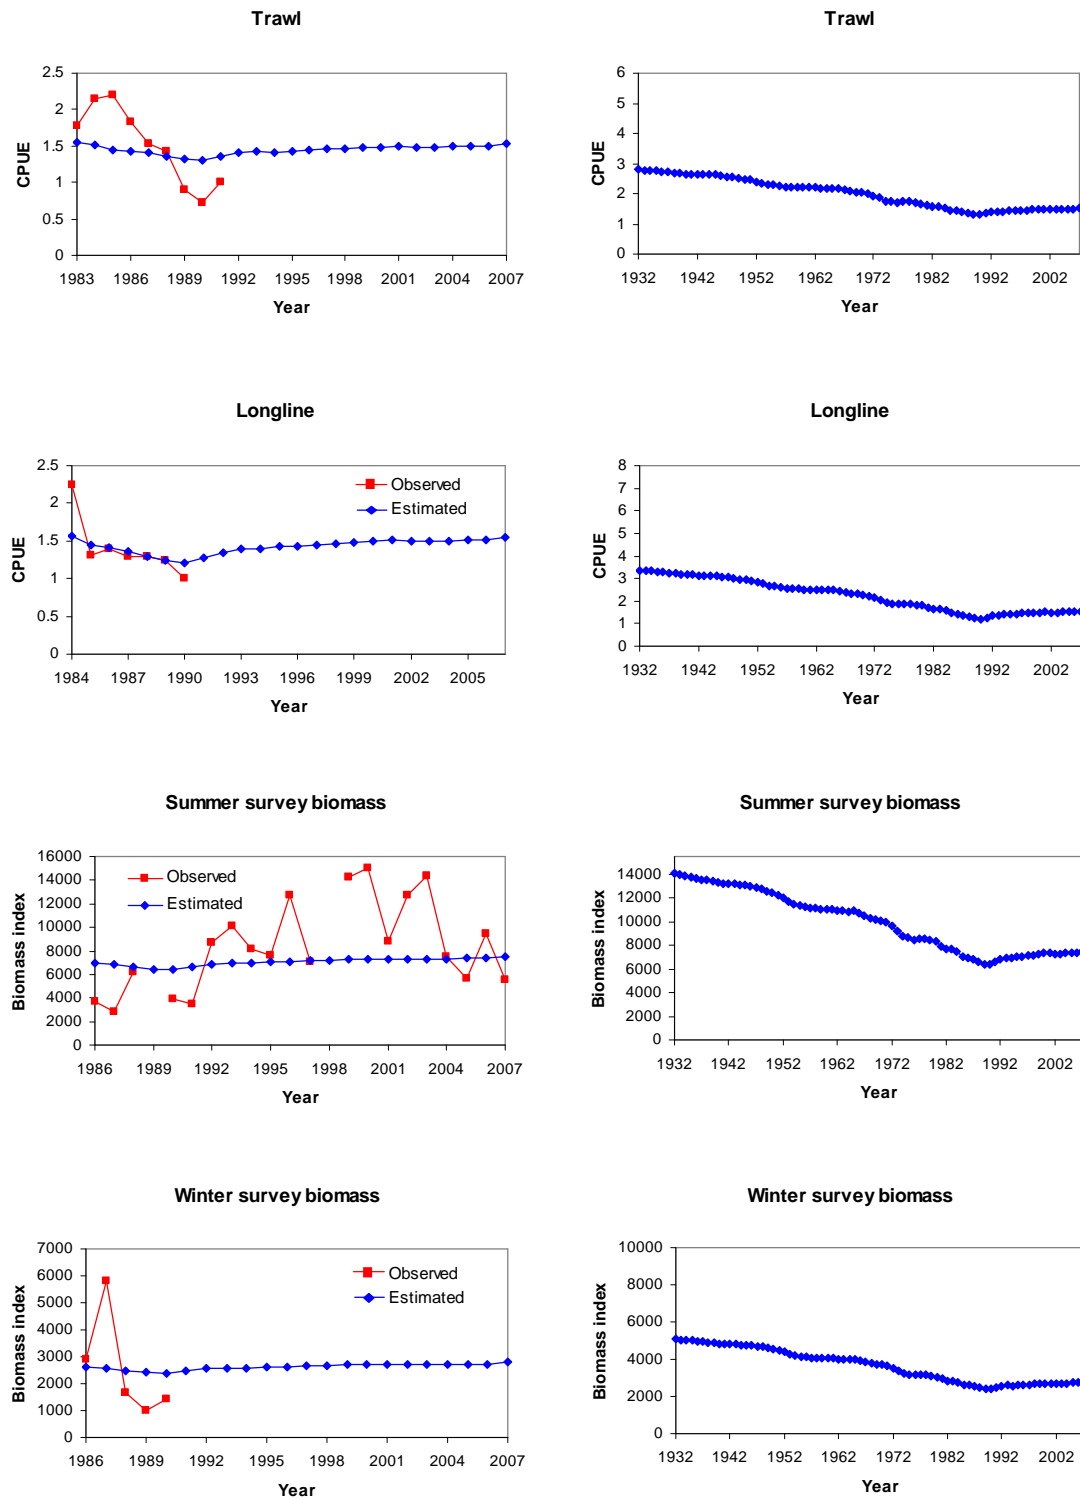 Trawl
2.5
2
1.5
1
0.5
0
CPUE
1983 1986 1989 1992 1995 1998 2001 2004 2007
Year
Trawl
6
5
4
3
2
1
0
CPUE
1932 1942 1952 1962 1972 1982 1992 2002
Year
Longline
2.5
2
1.5
1
0.5
0
CPUE
Observed
Estimated
1984 1987 1990 1993 1996 1999 2002 2005
Year
Longline
8
7
6
5
4
3
2
1
0
CPUE
1932 1942 1952 1962 1972 1982 1992 2002
Year
Summer survey biomass
16000
14000
12000
10000
8000
6000
4000
2000
0
Biomass index
Observed
Estimated
1986 1989 1992 1995 1998 2001 2004 2007
Year
Summer survey biomass
14000
12000
10000
8000
6000
4000
2000
0
Biomass index
1932 1942 1952 1962 1972 1982 1992 2002
Year
Winter survey biomass
7000
6000
5000
4000
3000
2000
1000
0
Biomass index
Observed
Estimated
1986 1989 1992 1995 1998 2001 2004 2007
Year
Winter survey biomass
10000
8000
6000
4000
2000
0
Biomass index
1932 1942 1952 1962 1972 1982 1992 2002
Year